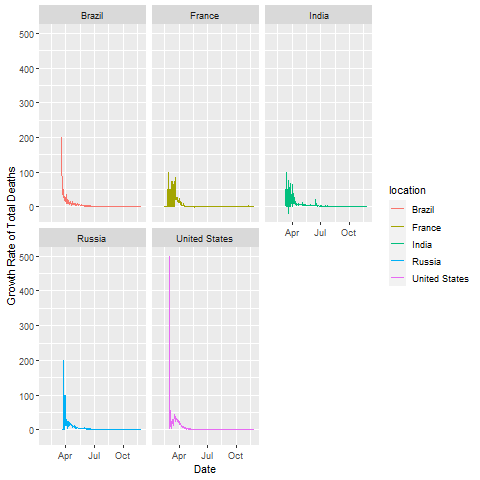 Brazil
France
India
500
400
300
200
100
0
Apr
Jul
Oct
Russia
United States
500
400
300
200
100
0
Apr
Jul
Oct
Apr
Jul
Oct
Date
Growth Rate of Total Deaths
location
Brazil
France
India
Russia
United States